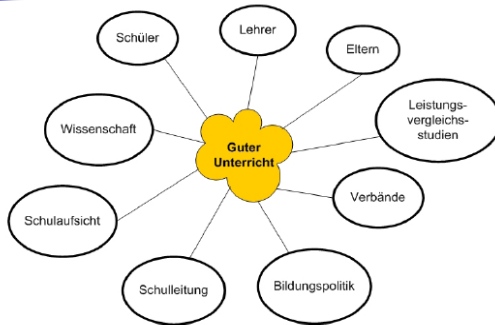 Lehrer
Schüler
Eltern
Leistungs-
vergleichs-
studien
Wissenschaft
Guter
Unterricht
Verbände
Schulaufsicht
Schulleitung
Bildungspolitik